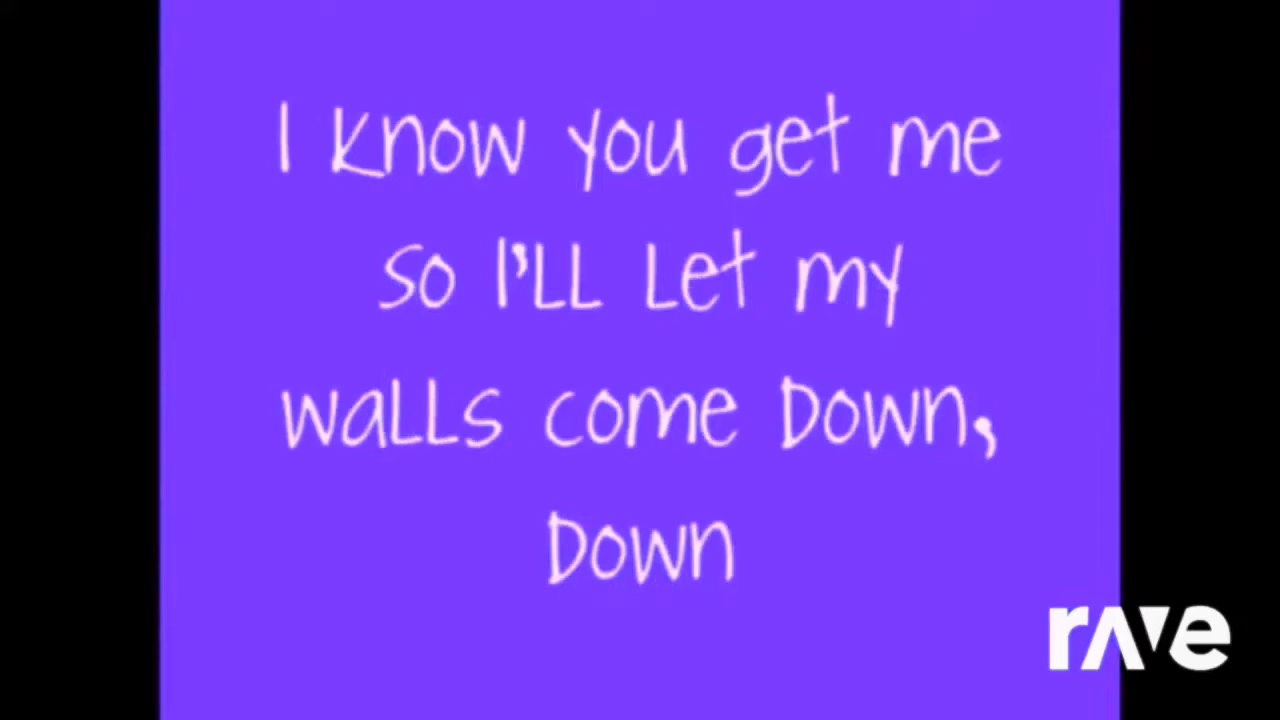 I know you get me
so I'll let my
walls come down,
down
rave